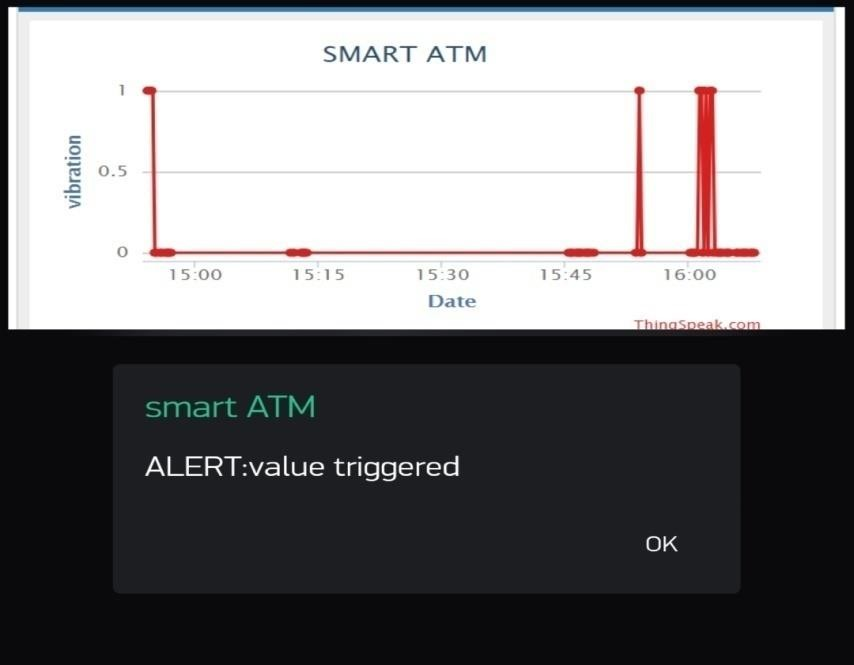 SMART ATM
1
0.5
0
vibration
15:00 15:15 15:30 15:45 16:00
Date
ThingSpeak.com
smart ATM
ALERT:value triggered
OK